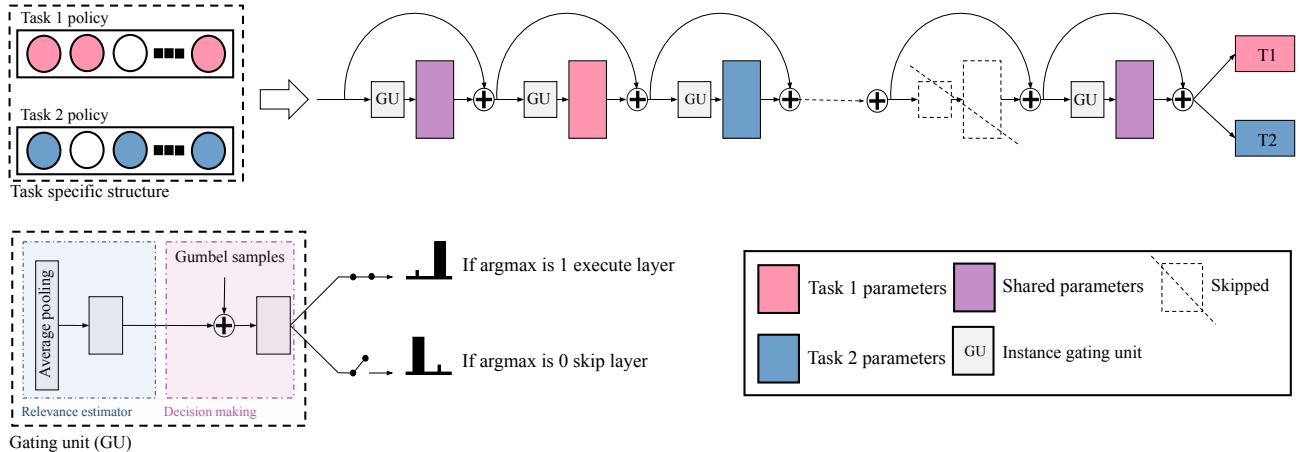 Task 1 policy
Task 2 policy
Task specific structure
GU
GU
GU
GU
T1
T2
Gumbel samples
Average pooling
Relevance estimator
Decision making
Gating unit (GU)
If argmax is 1 execute layer
If argmax is 0 skip layer
Task 1 parameters
Shared parameters
Skipped
Task 2 parameters
GU
Instance gating unit